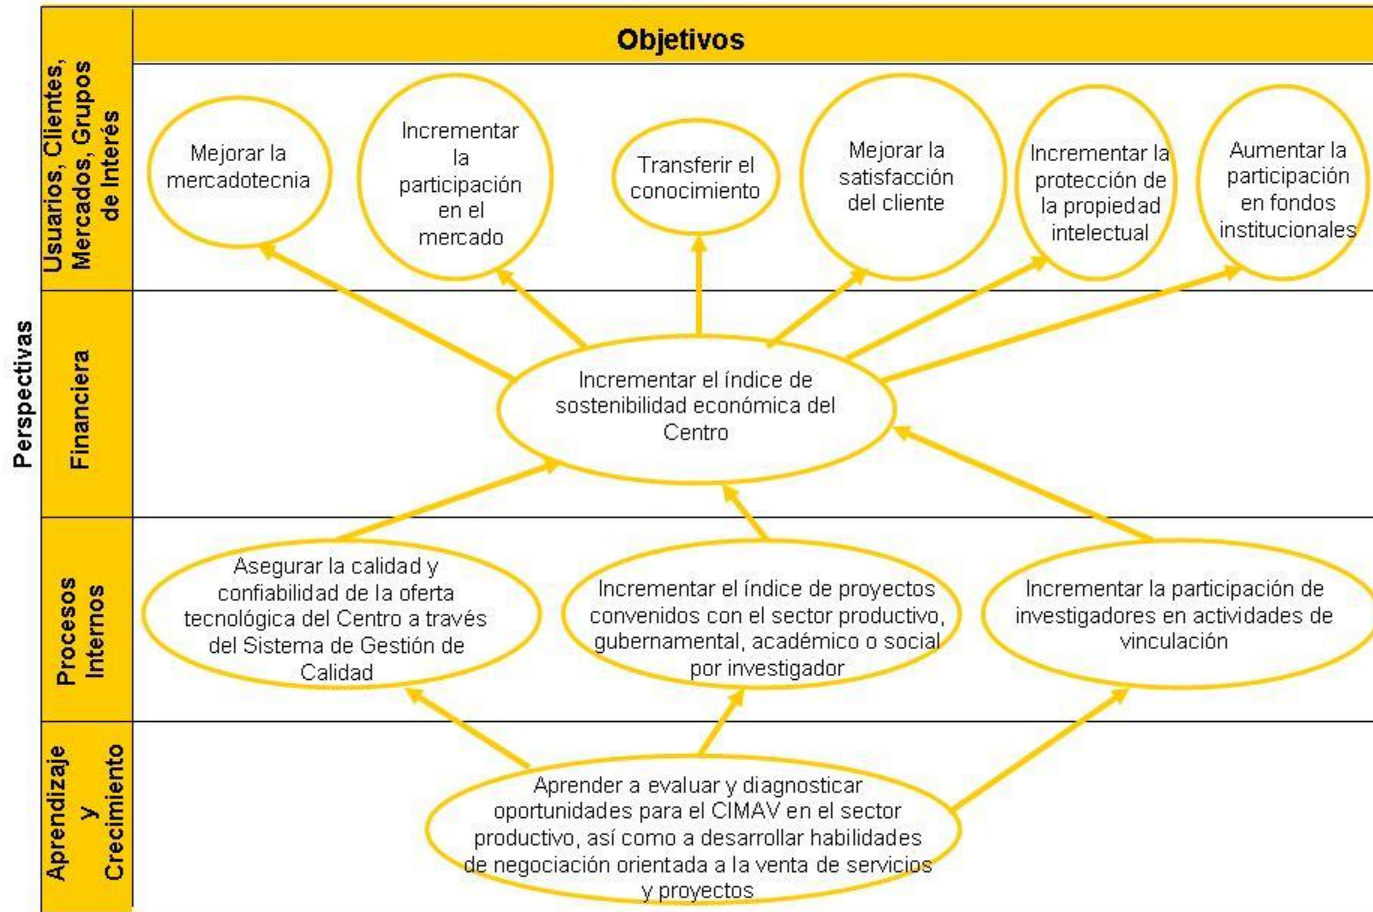 Objetivos
Perspectivas
Usuarios, Clientes,
Mercados, Grupos
de Interés
Mejorar la
mercadotecnia
Incrementar
la
participación
en el
mercado
Transferir el
conocimiento
Mejorar la
satisfacción
del cliente
Incrementar la
protección de
la propiedad
intelectual
Aumentar la
participación
en fondos
institucionales
Financiera
Incrementar el índice de
sostenibilidad económica del
Centro
Procesos
Internos
Asegurar la calidad y
confiabilidad de la oferta
tecnológica del Centro a través
del Sistema de Gestión de
Calidad
Incrementar el índice de proyectos
convenidos con el sector productivo,
gubernamental, académico o social
por investigador
Incrementar la participación de
investigadores en actividades de
vinculación
Aprendizaje
y
Crecimiento
Aprender a evaluar y diagnosticar
oportunidades para el CIMAV en el sector
productivo, así como a desarrollar habilidades
de negociación orientada a la venta de servicios
y proyectos